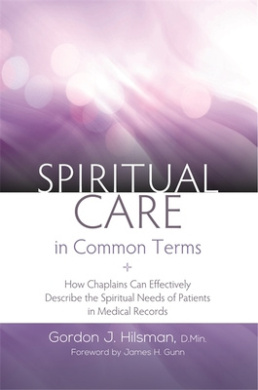 SPIRITUAL
CARE
in Common Terms
How Chaplains Can Effectively
Describe the Spiritual Needs of Patients
in Medical Records
Gordon J. Hilsman, D.Min.
Foreword by James H. Gunn